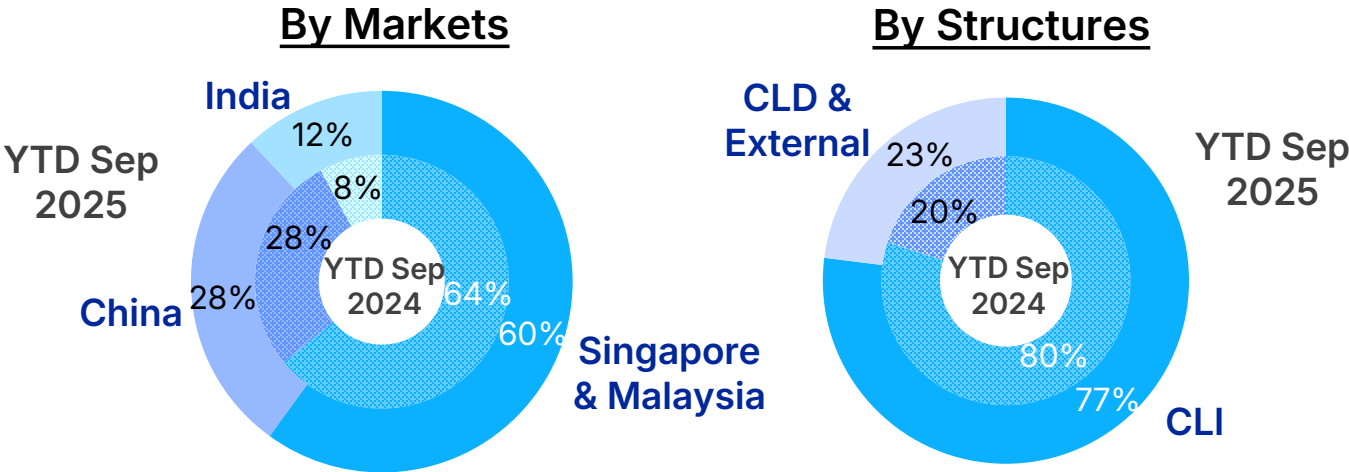 By Markets
India
12%
YTD Sep
2025
8%
28%
YTD Sep
2024
64%
28%
China
60%
Singapore
& Malaysia
By Structures
CLD &
External
23%
YTD Sep
2025
20%
YTD Sep
2024
80%
77%
CLI